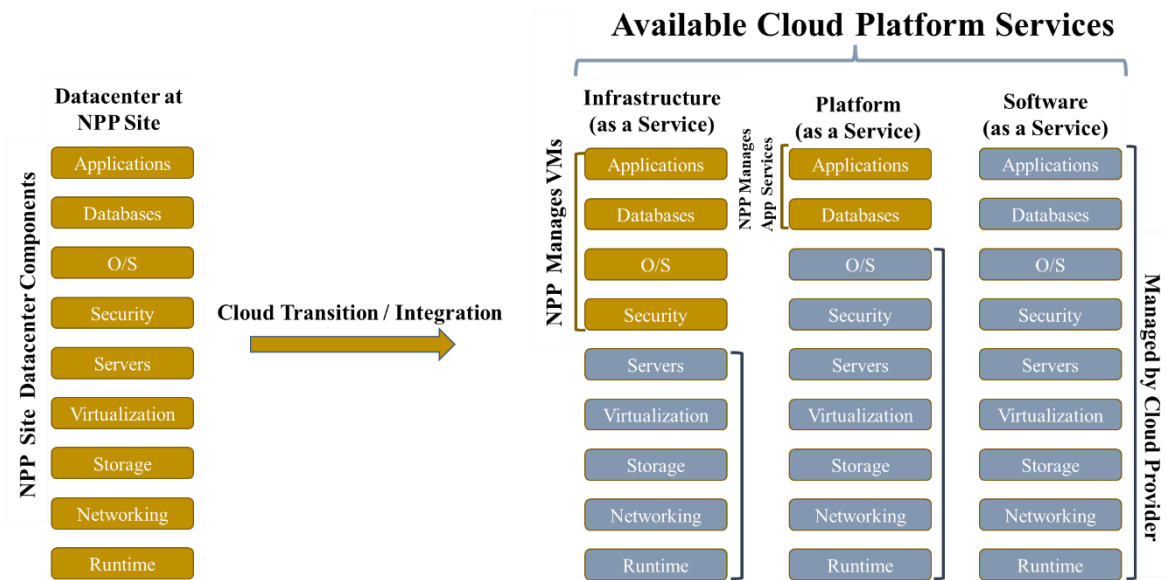 Available Cloud Platform Services
Datacenter at
NPP Site
NPP Site Datacenter Components
Applications
Databases
O/S
Security
Servers
Virtualization
Storage
Networking
Runtime
Cloud Transition / Integration
Infrastructure
(as a Service)
NPP Manages VMs
Applications
Databases
O/S
Security
Servers
Virtualization
Storage
Networking
Runtime
Platform
(as a Service)
NPP Manages
App Services
Applications
Databases
O/S
Security
Servers
Virtualization
Storage
Networking
Runtime
Software
(as a Service)
Applications
Databases
O/S
Security
Servers
Virtualization
Storage
Networking
Runtime
Managed by Cloud Provider